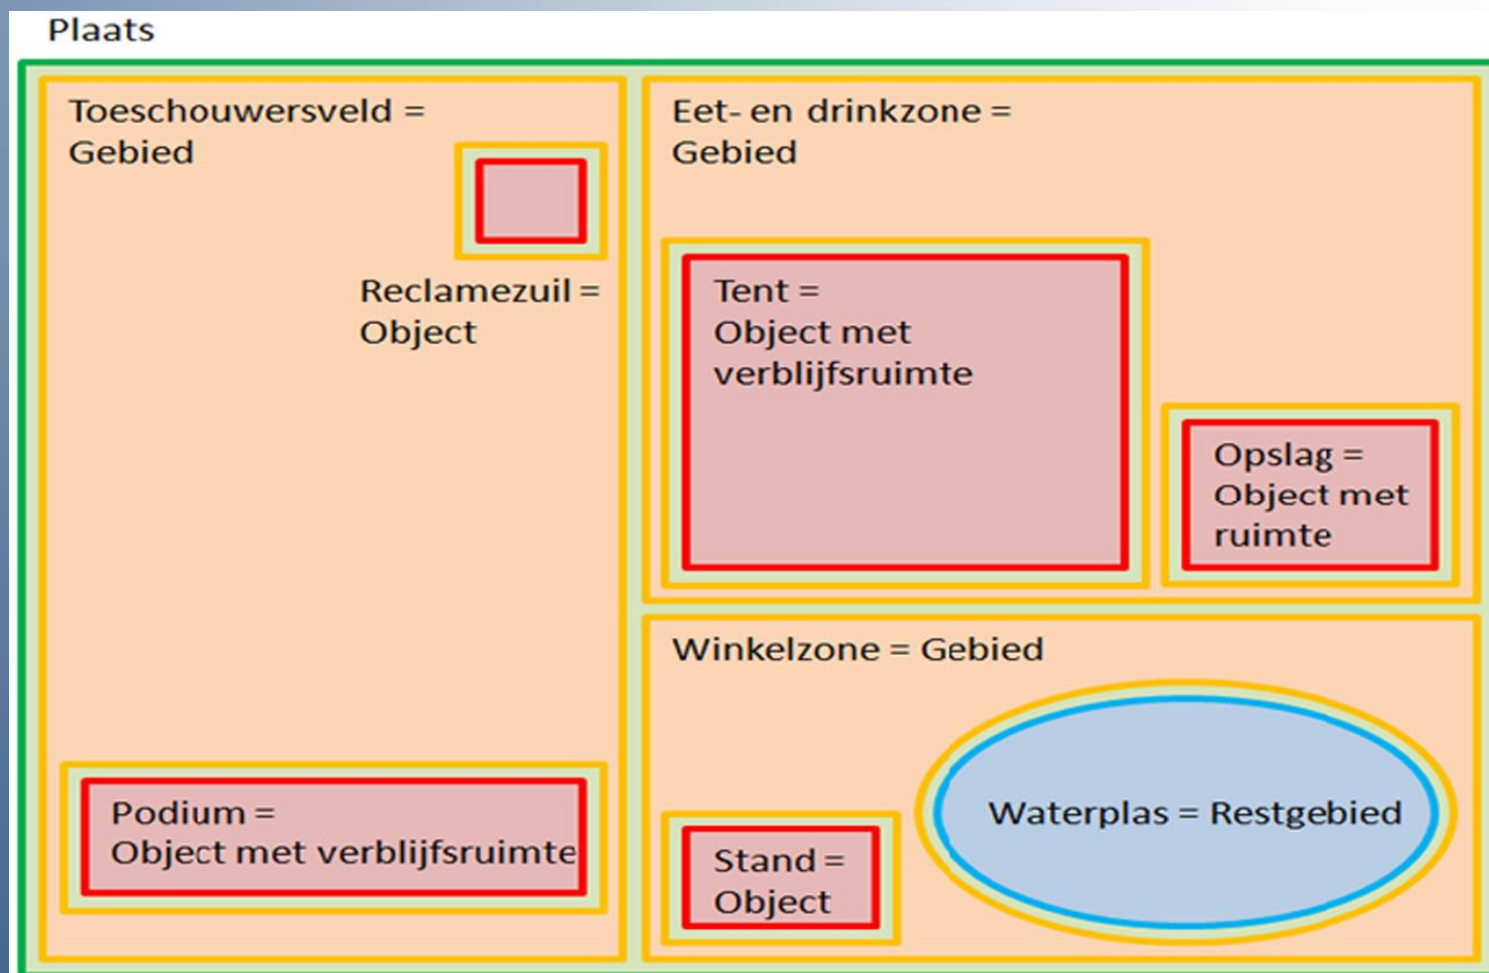 Plaats
Toeschouwersveld =
Gebied
Reclamezuil =
Object
Podium =
Object met verblijfsruimte
Eet- en drinkzone =
Gebied
Tent =
Object met
verblijfsruimte
Opslag =
Object met
ruimte
Winkelzone = Gebied
Stand =
Object
Waterplas = Restgebied